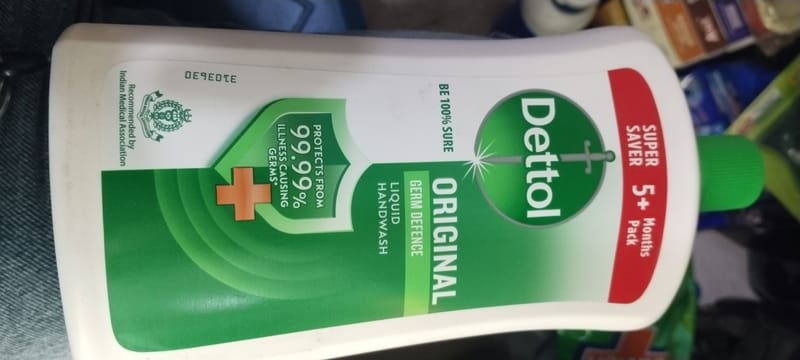 SUPER
SAVER
5+ Months
Pack
Dettol
BE 100% SURE
ORIGINAL
GERM DEFENCE
LIQUID
HANDWASH
PROTECTS FROM
99.99%
ILLNESS CAUSING
GERMS*
Recommended by
Indian Medical Association